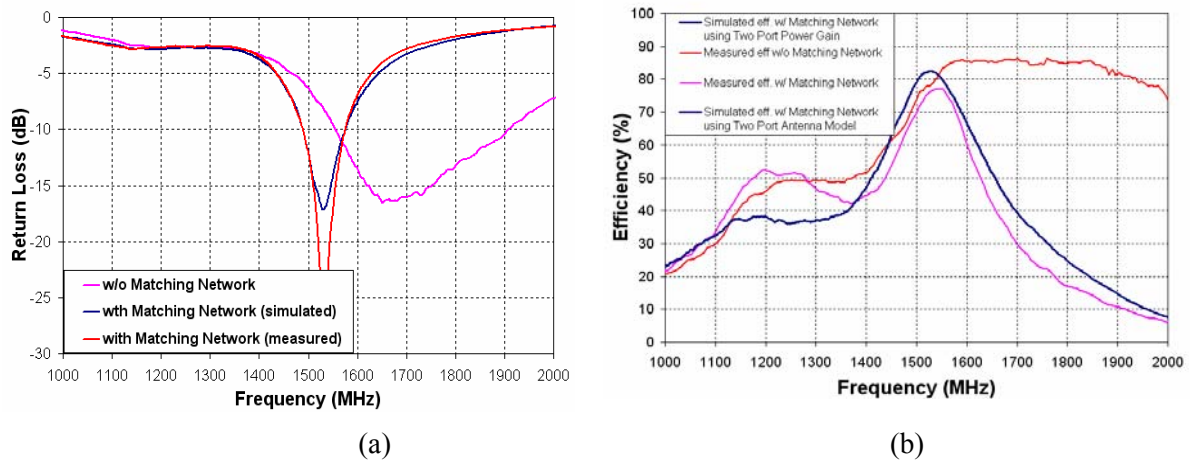 0
-5
-10
-15
-20
-25
-30
Return Loss (dB)
w/o Matching Network
wth Matching Network (simulated)
with Matching Network (measured)
1000 1100 1200 1300 1400 1500 1600 1700 1800 1900 2000
Frequency (MHz)
(a)
100
90
80
70
60
50
40
30
20
10
0
Efficiency (%)
Simulated eff. w/ Matching Network
using Two Port Power Gain
Measured eff w/o Matching Network
Measured eff. w/ Matching Network
Simulated eff. w/ Matching Network
using Two Port Antenna Model
1000 1100 1200 1300 1400 1500 1600 1700 1800 1900 2000
Frequency (MHz)
(b)